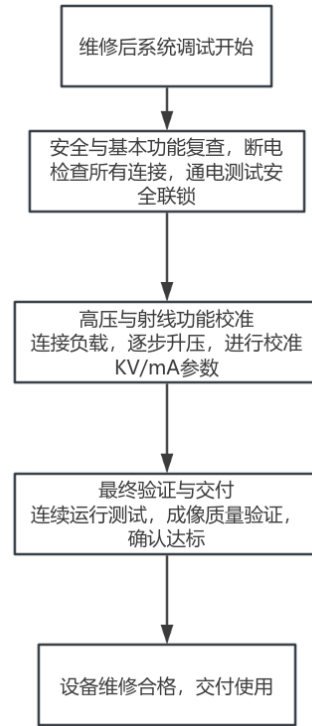 维修后系统调试开始
安全与基本功能复查，断电
检查所有连接，通电测试安
全联锁
高压与射线功能校准
连接负载，逐步升压，进行校准
KV/mA参数
最终验证与交付
连续运行测试，成像质量验证，
确认达标
设备维修合格，交付使用